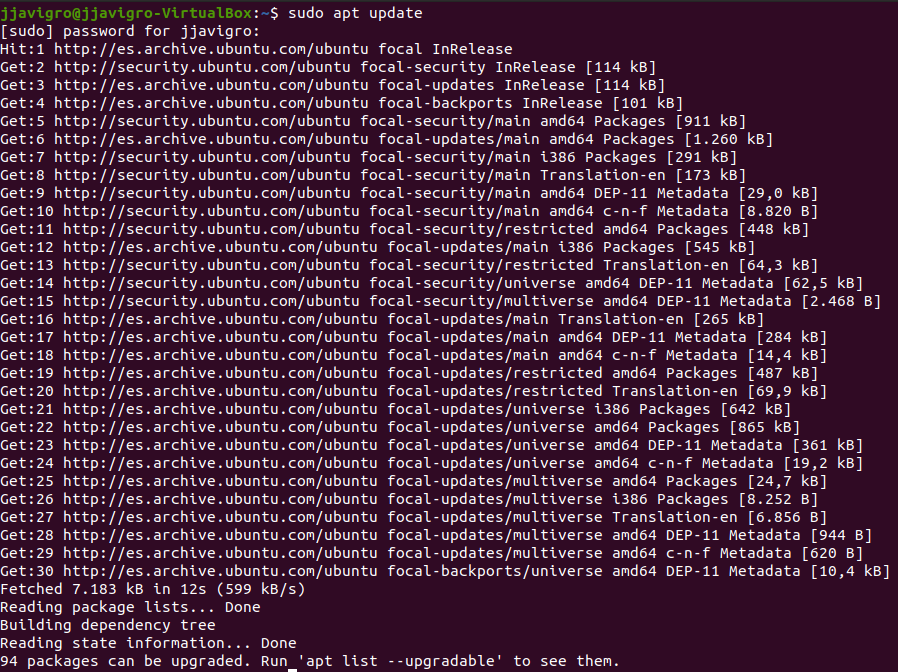 jjavigro@jjavigro-VirtualBox:~$ sudo apt update
[sudo] password for jjavigro:
Hit:1 http://es.archive.ubuntu.com/ubuntu focal InRelease
Get:2 http://security.ubuntu.com/ubuntu focal-security InRelease [114 kB]
Get:3 http://es.archive.ubuntu.com/ubuntu focal-updates InRelease [114 kB]
Get:4 http://es.archive.ubuntu.com/ubuntu focal-backports InRelease [101 kB]
Get:5 http://security.ubuntu.com/ubuntu focal-security/main amd64 Packages [911 kB]
Get:6 http://es.archive.ubuntu.com/ubuntu focal-updates/main amd64 Packages [1.260 kB]
Get:7 http://security.ubuntu.com/ubuntu focal-security/main i386 Packages [291 kB]
Get:8 http://security.ubuntu.com/ubuntu focal-security/main Translation-en [173 kB]
Get:9 http://security.ubuntu.com/ubuntu focal-security/main amd64 DEP-11 Metadata [29,0 kB]
Get:10 http://security.ubuntu.com/ubuntu focal-security/main amd64 c-n-f Metadata [8.820 B]
Get:11 http://security.ubuntu.com/ubuntu focal-security/restricted amd64 Packages [448 kB]
Get:12 http://es.archive.ubuntu.com/ubuntu focal-updates/main i386 Packages [545 kB]
Get:13 http://security.ubuntu.com/ubuntu focal-security/restricted Translation-en [64,3 kB]
Get:14 http://security.ubuntu.com/ubuntu focal-security/universe amd64 DEP-11 Metadata [62,5 kB]
Get:15 http://security.ubuntu.com/ubuntu focal-security/multiverse amd64 DEP-11 Metadata [2.468 B]
Get:16 http://es.archive.ubuntu.com/ubuntu focal-updates/main Translation-en [265 kB]
Get:17 http://es.archive.ubuntu.com/ubuntu focal-updates/main amd64 DEP-11 Metadata [284 kB]
Get:18 http://es.archive.ubuntu.com/ubuntu focal-updates/main amd64 c-n-f Metadata [14,4 kB]
Get:19 http://es.archive.ubuntu.com/ubuntu focal-updates/restricted amd64 Packages [487 kB]
Get:20 http://es.archive.ubuntu.com/ubuntu focal-updates/restricted Translation-en [69,9 kB]
Get:21 http://es.archive.ubuntu.com/ubuntu focal-updates/universe i386 Packages [642 kB]
Get:22 http://es.archive.ubuntu.com/ubuntu focal-updates/universe amd64 Packages [865 kB]
Get:23 http://es.archive.ubuntu.com/ubuntu focal-updates/universe amd64 DEP-11 Metadata [361 kB]
Get:24 http://es.archive.ubuntu.com/ubuntu focal-updates/universe amd64 c-n-f Metadata [19,2 kB]
Get:25 http://es.archive.ubuntu.com/ubuntu focal-updates/multiverse amd64 Packages [24,7 kB]
Get:26 http://es.archive.ubuntu.com/ubuntu focal-updates/multiverse i386 Packages [8.252 B]
Get:27 http://es.archive.ubuntu.com/ubuntu focal-updates/multiverse Translation-en [6.856 B]
Get:28 http://es.archive.ubuntu.com/ubuntu focal-updates/multiverse amd64 DEP-11 Metadata [944 B]
Get:29 http://es.archive.ubuntu.com/ubuntu focal-updates/multiverse amd64 c-n-f Metadata [620 B]
Get:30 http://es.archive.ubuntu.com/ubuntu focal-backports/universe amd64 DEP-11 Metadata [10,4 kB]
Fetched 7.183 kB in 12s (599 kB/s)
Reading package lists... Done
Building dependency tree
Reading state information... Done
94 packages can be upgraded. Run 'apt list --upgradable' to see them.